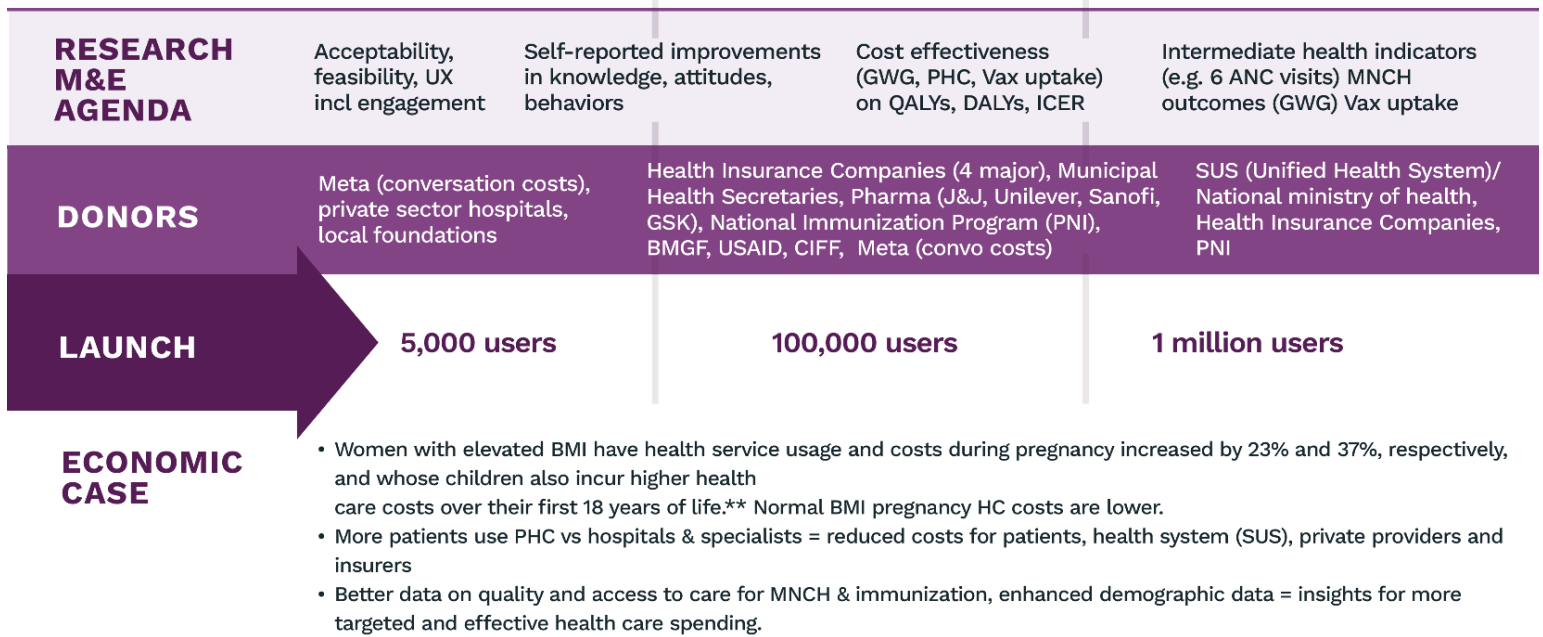 RESEARCH
M&E
AGENDA
Acceptability,
feasibility, UX
incl engagement
Self-reported improvements
in knowledge, attitudes,
behaviors
Cost effectiveness
(GWG, PHC, Vax uptake)
on QALYs, DALYs, ICER
Intermediate health indicators
(e.g. 6 ANC visits) MNCH
outcomes (GWG) Vax uptake
DONORS
Meta (conversation costs),
private sector hospitals,
local foundations
Health Insurance Companies (4 major), Municipal
Health Secretaries, Pharma (J&J, Unilever, Sanofi,
GSK), National Immunization Program (PNI),
BMGF, USAID, CIFF, Meta (convo costs)
SUS (Unified Health System)/
National ministry of health,
Health Insurance Companies,
PNI
LAUNCH
5,000 users
100,000 users
1 million users
ECONOMIC
CASE
• Women with elevated BMI have health service usage and costs during pregnancy increased by 23% and 37%, respectively,
and whose children also incur higher health
care costs over their first 18 years of life.** Normal BMI pregnancy HC costs are lower.
• More patients use PHC vs hospitals & specialists = reduced costs for patients, health system (SUS), private providers and
insurers
• Better data on quality and access to care for MNCH & immunization, enhanced demographic data = insights for more
targeted and effective health care spending.